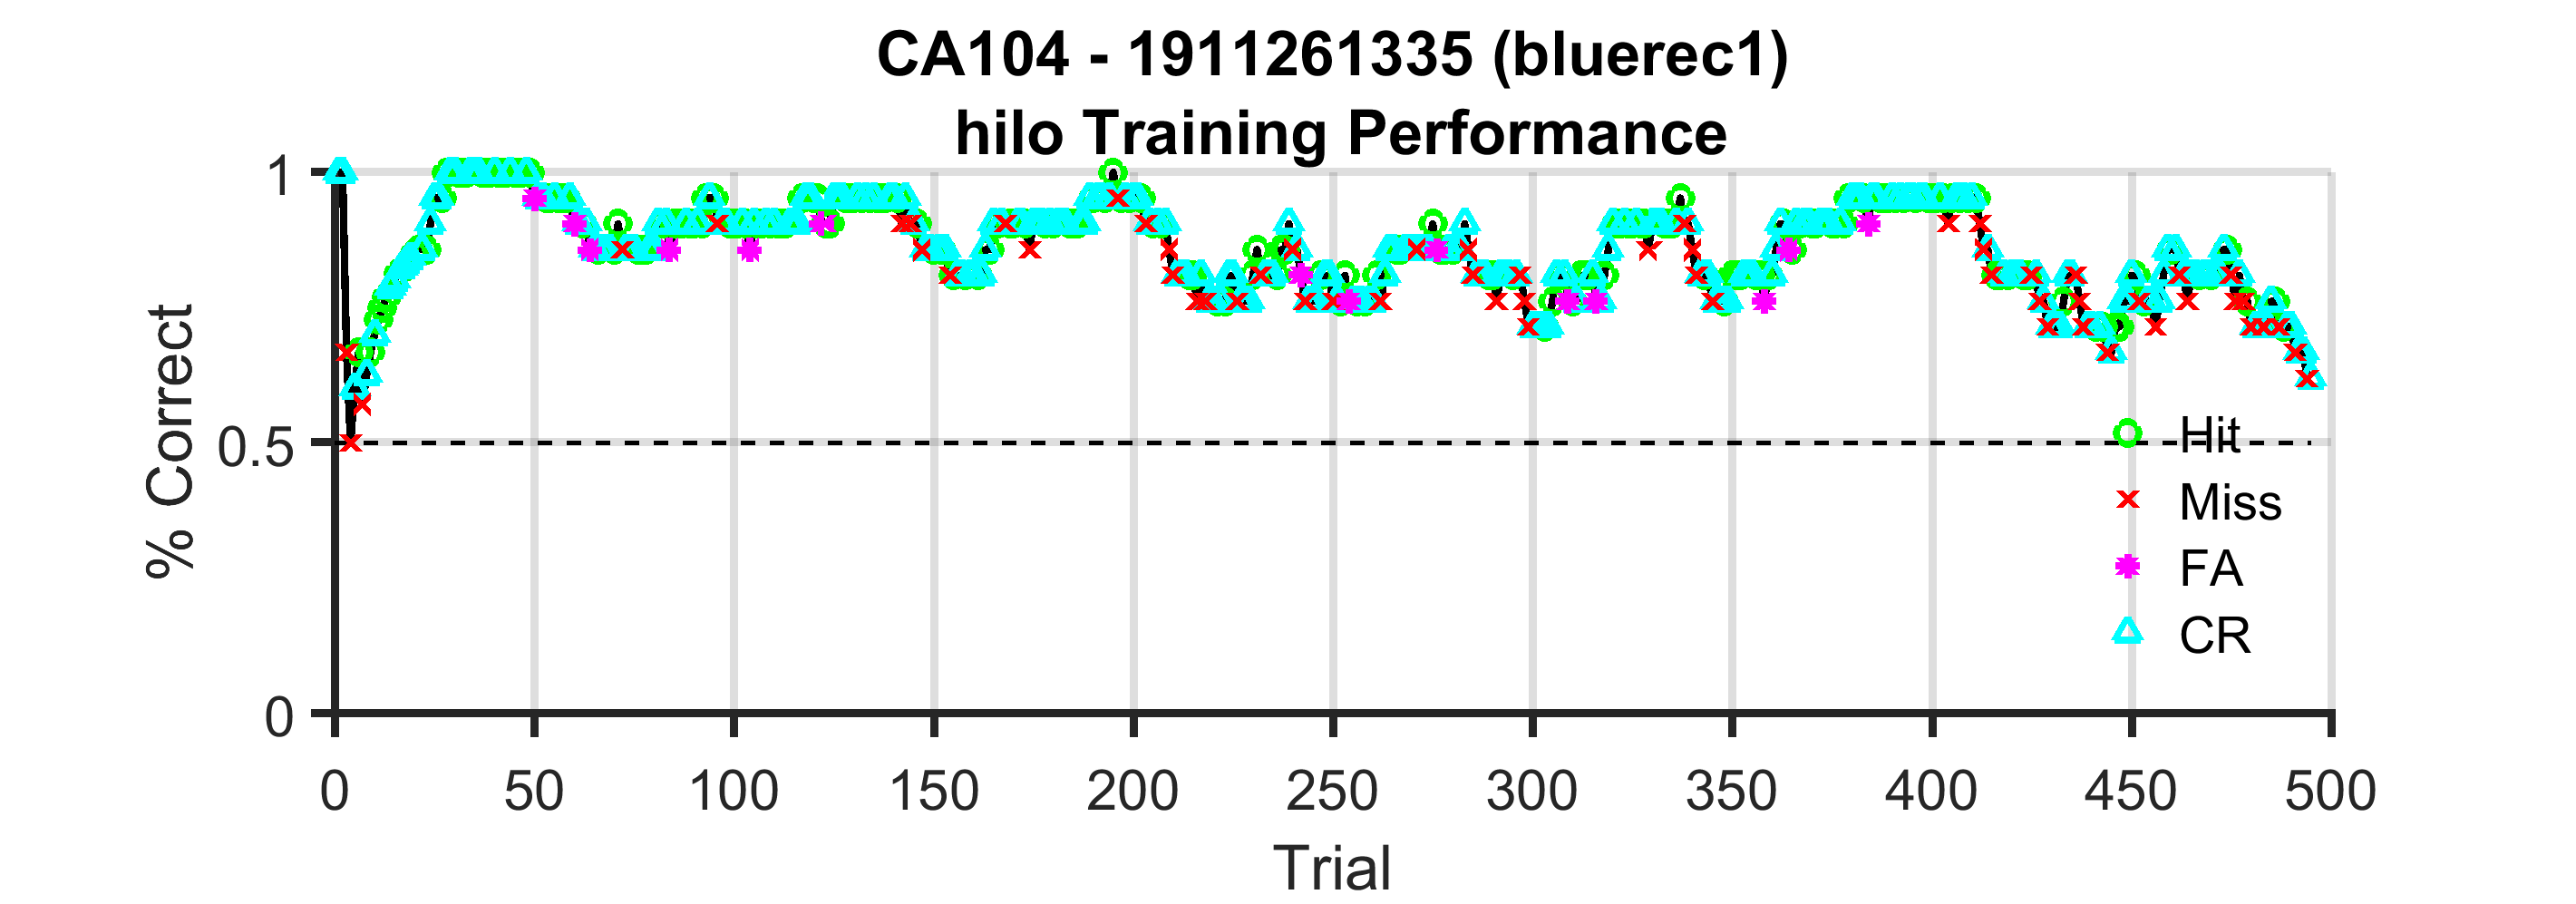 CA104 - 1911261335 (bluerec1)
hilo Training Performance
% Correct
1
0.5
0
Hit
Miss
FA
CR
0 50 100 150 200 250 300 350 400 450 500
Trial